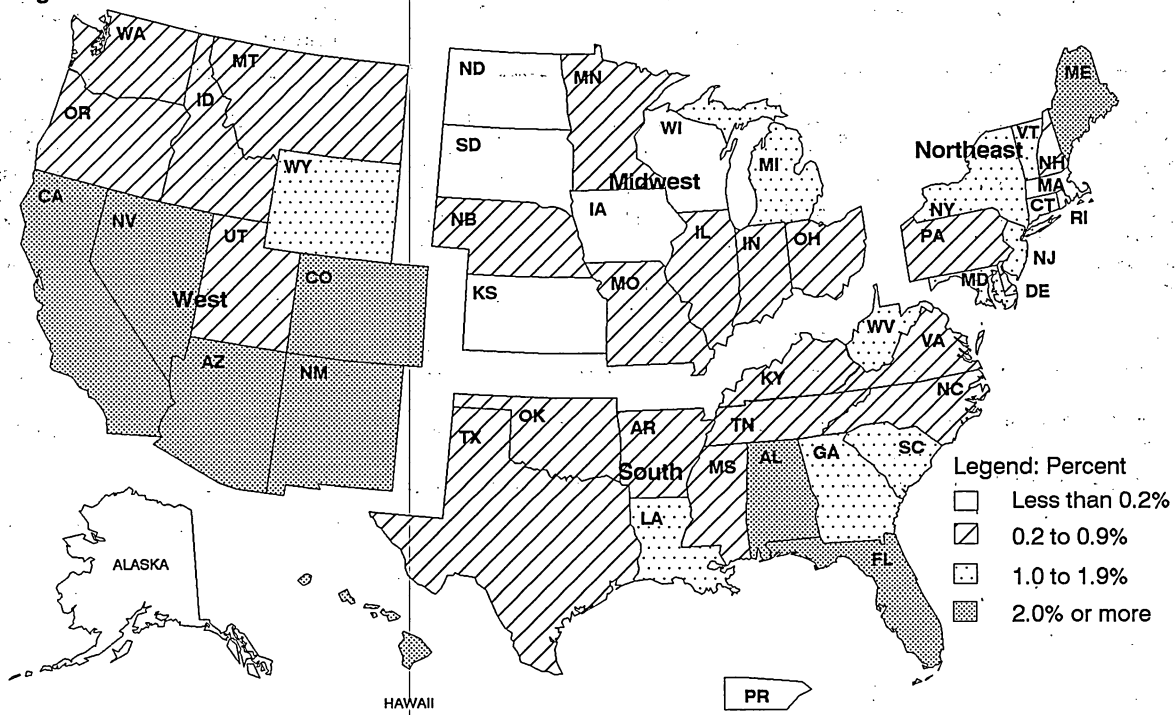 WA
MT
OR
ID
WY
CA
NV
UT
CO
West
AZ
NM
ND
MN
SD
WI
MI
Midwest
NB
IA
IL
IN
OH
KS
MO
ME
Northeast
VT
NH
MA
NY
CT
RI
PA
NJ
MD
DE
WV
VA
KY
NC
TN
OK
TX
AR
South
MS
AL
GA
SC
LA
FL
Legend: Percent
Less than 0.2%
0.2 to 0.9%
1.0 to 1.9%
2.0% or more
ALASKA
HAWAII
PR